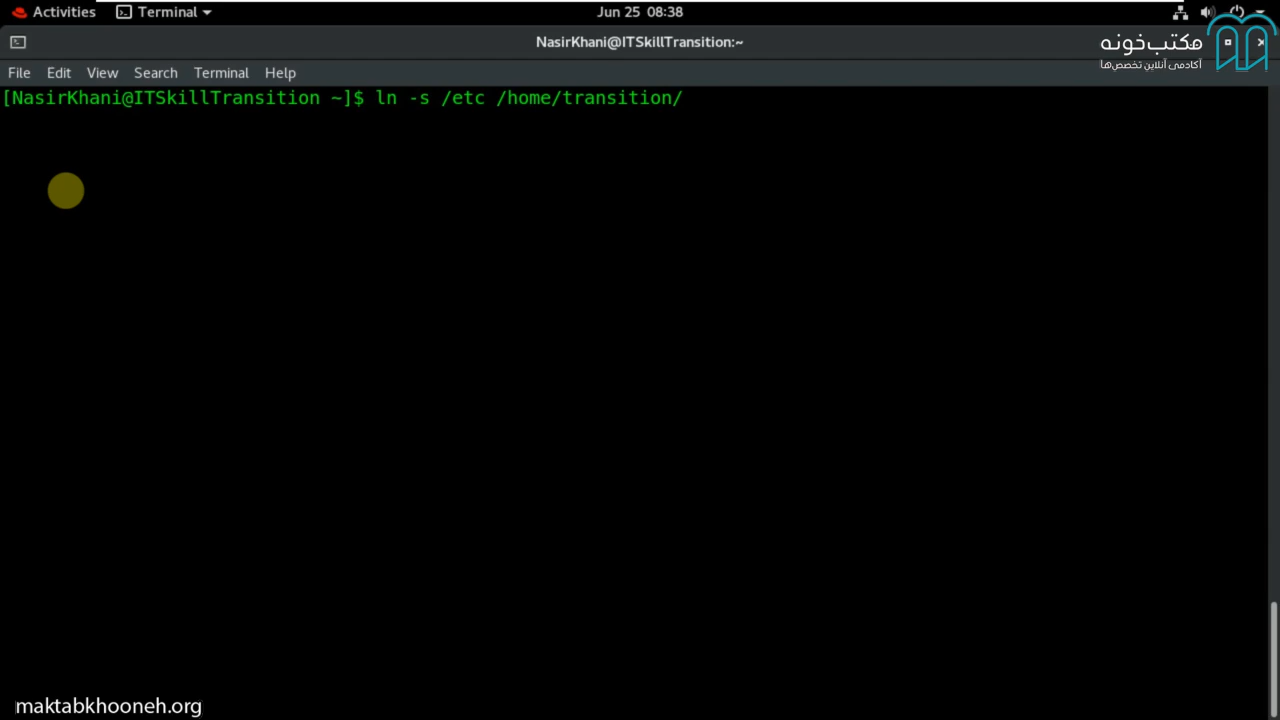 Activities Terminal Jun 25 08:38
NasirKhani@ITSkillTransition:~
مکتب‌خونه
آکادمی آنلاین تخصص‌ها
File Edit View Search Terminal Help
[NasirKhani@ITSkillTransition ~]$ ln -s /etc /home/transition/
maktabkhooneh.org